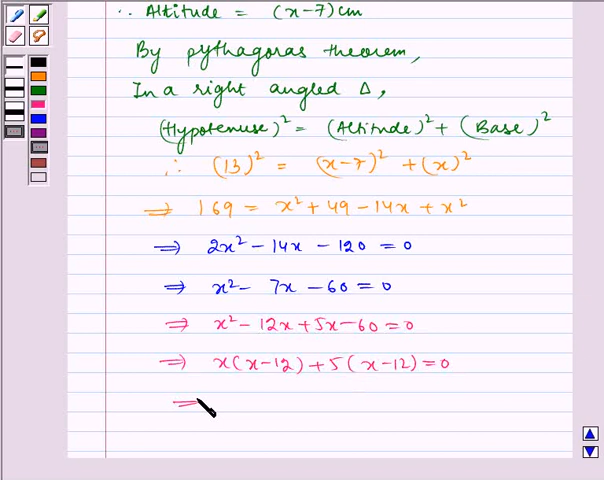 ∴ Altitude = (x-7)cm
By pythagoras theorem,
In a right angled Δ,
(Hypotenuse)² = (Altitude)² + (Base)²
∴ (13)² = (x-7)² + (x)²
⇒ 169 = x² + 49 - 14x + x²
⇒ 2x² - 14x - 120 = 0
⇒ x² - 7x - 60 = 0
⇒ x² - 12x + 5x - 60 = 0
⇒ x(x-12) + 5(x-12) = 0
⇒